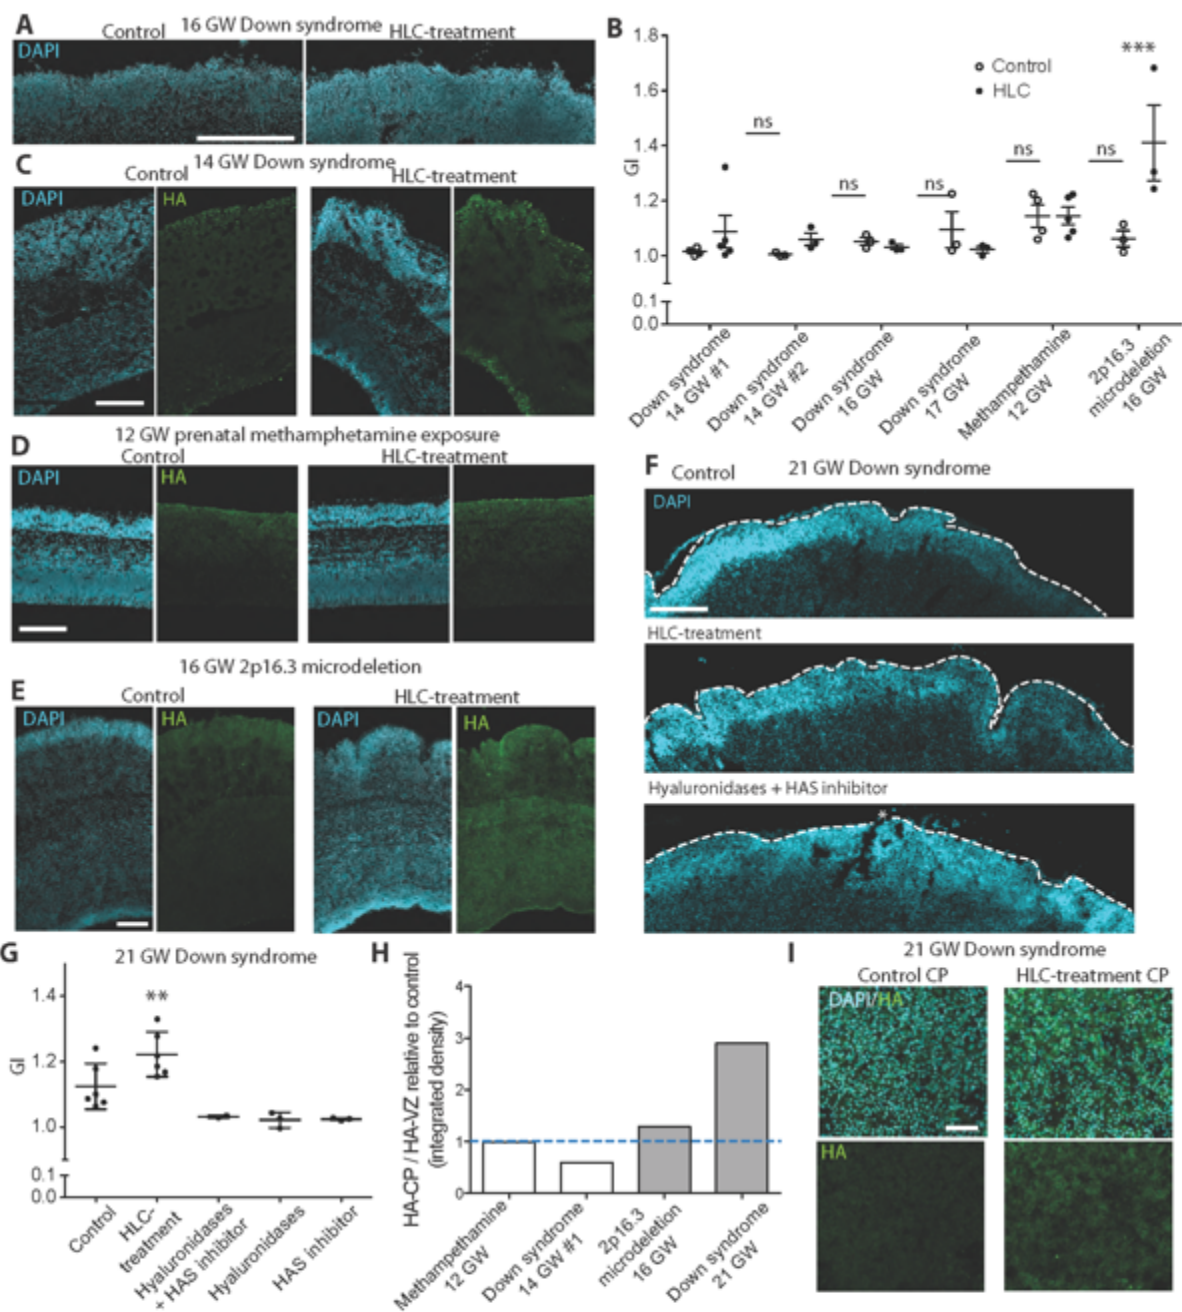 A
16 GW Down syndrome
Control
HLC-treatment
DAPI
B
1.8
1.6
1.4
1.2
1.0
0.1
0.0
GI
Control
HLC
***
ns
ns
ns
ns
ns
Down syndrome
14 GW #1
Down syndrome
14 GW #2
Down syndrome
16 GW
Down syndrome
17 GW
Methampethamine
12 GW
2p16.3
microdeletion
16 GW
C
14 GW Down syndrome
Control
HLC-treatment
DAPI
HA
D
12 GW prenatal methamphetamine exposure
Control
HLC-treatment
DAPI
HA
E
16 GW 2p16.3 microdeletion
Control
HLC-treatment
DAPI
HA
DAPI
HA
F
Control
21 GW Down syndrome
DAPI
HLC-treatment
Hyaluronidases + HAS inhibitor
*
G
21 GW Down syndrome
1.4
1.2
1.0
0.1
0.0
GI
**
Control
HLC-
treatment
Hyaluronidases
+ HAS inhibitor
Hyaluronidases
HAS inhibitor
H
HA-CP / HA-VZ relative to control
(integrated density)
4
3
2
1
0
Methampethamine
12 GW
Down syndrome
14 GW #1
2p16.3
microdeletion
16 GW
Down syndrome
21 GW
I
21 GW Down syndrome
Control CP
HLC-treatment CP
DAPI/HA
HA